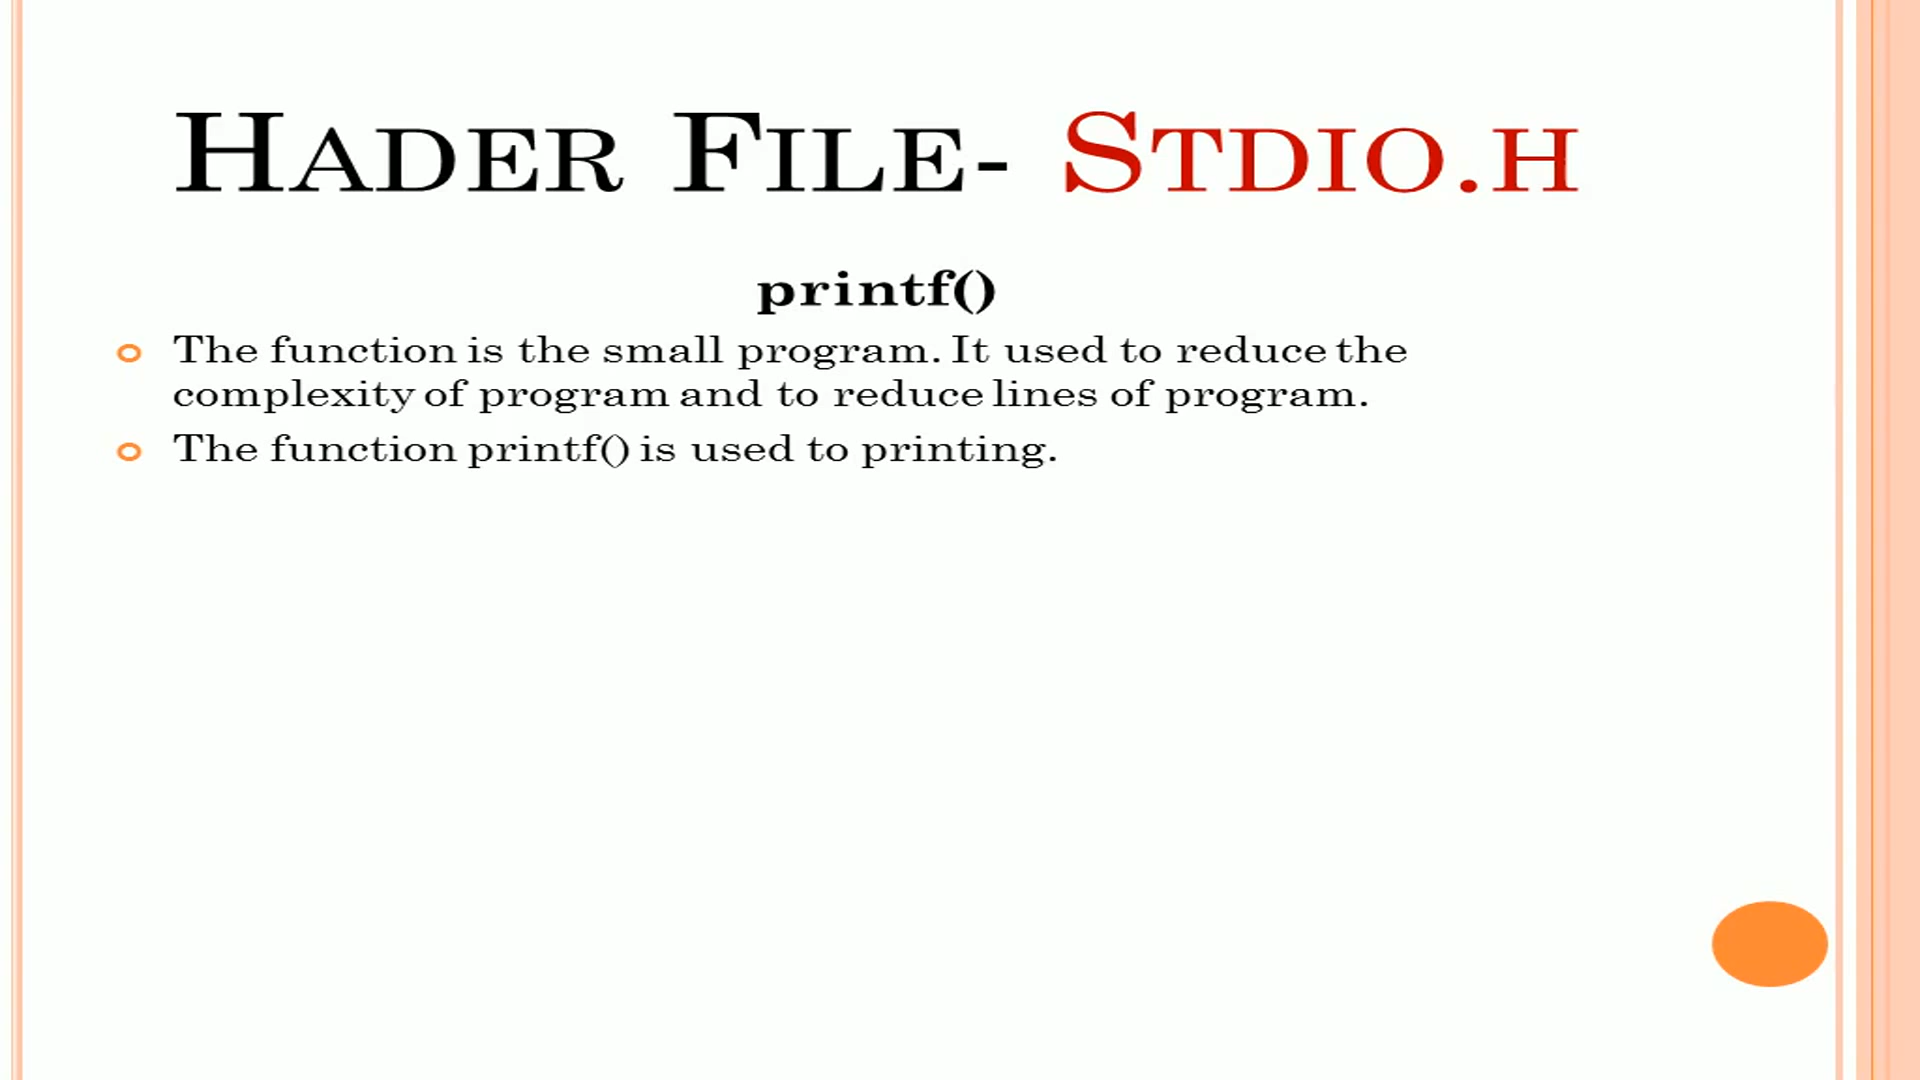 HADER FILE- STDIO.H
printf()
The function is the small program. It used to reduce the
complexity of program and to reduce lines of program.
The function printf() is used to printing.